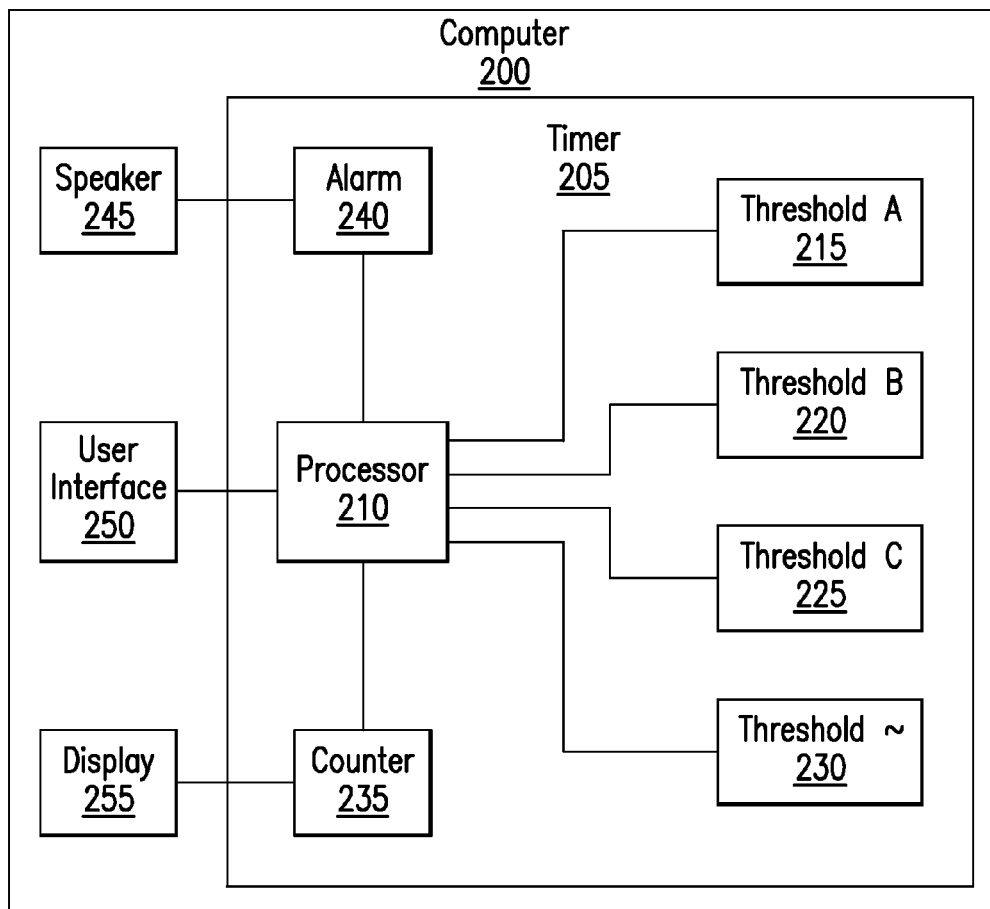 Computer
200
Timer
205
Speaker
245
Alarm
240
Threshold A
215
Threshold B
220
User
Interface
250
Processor
210
Threshold C
225
Display
255
Counter
235
Threshold ~
230